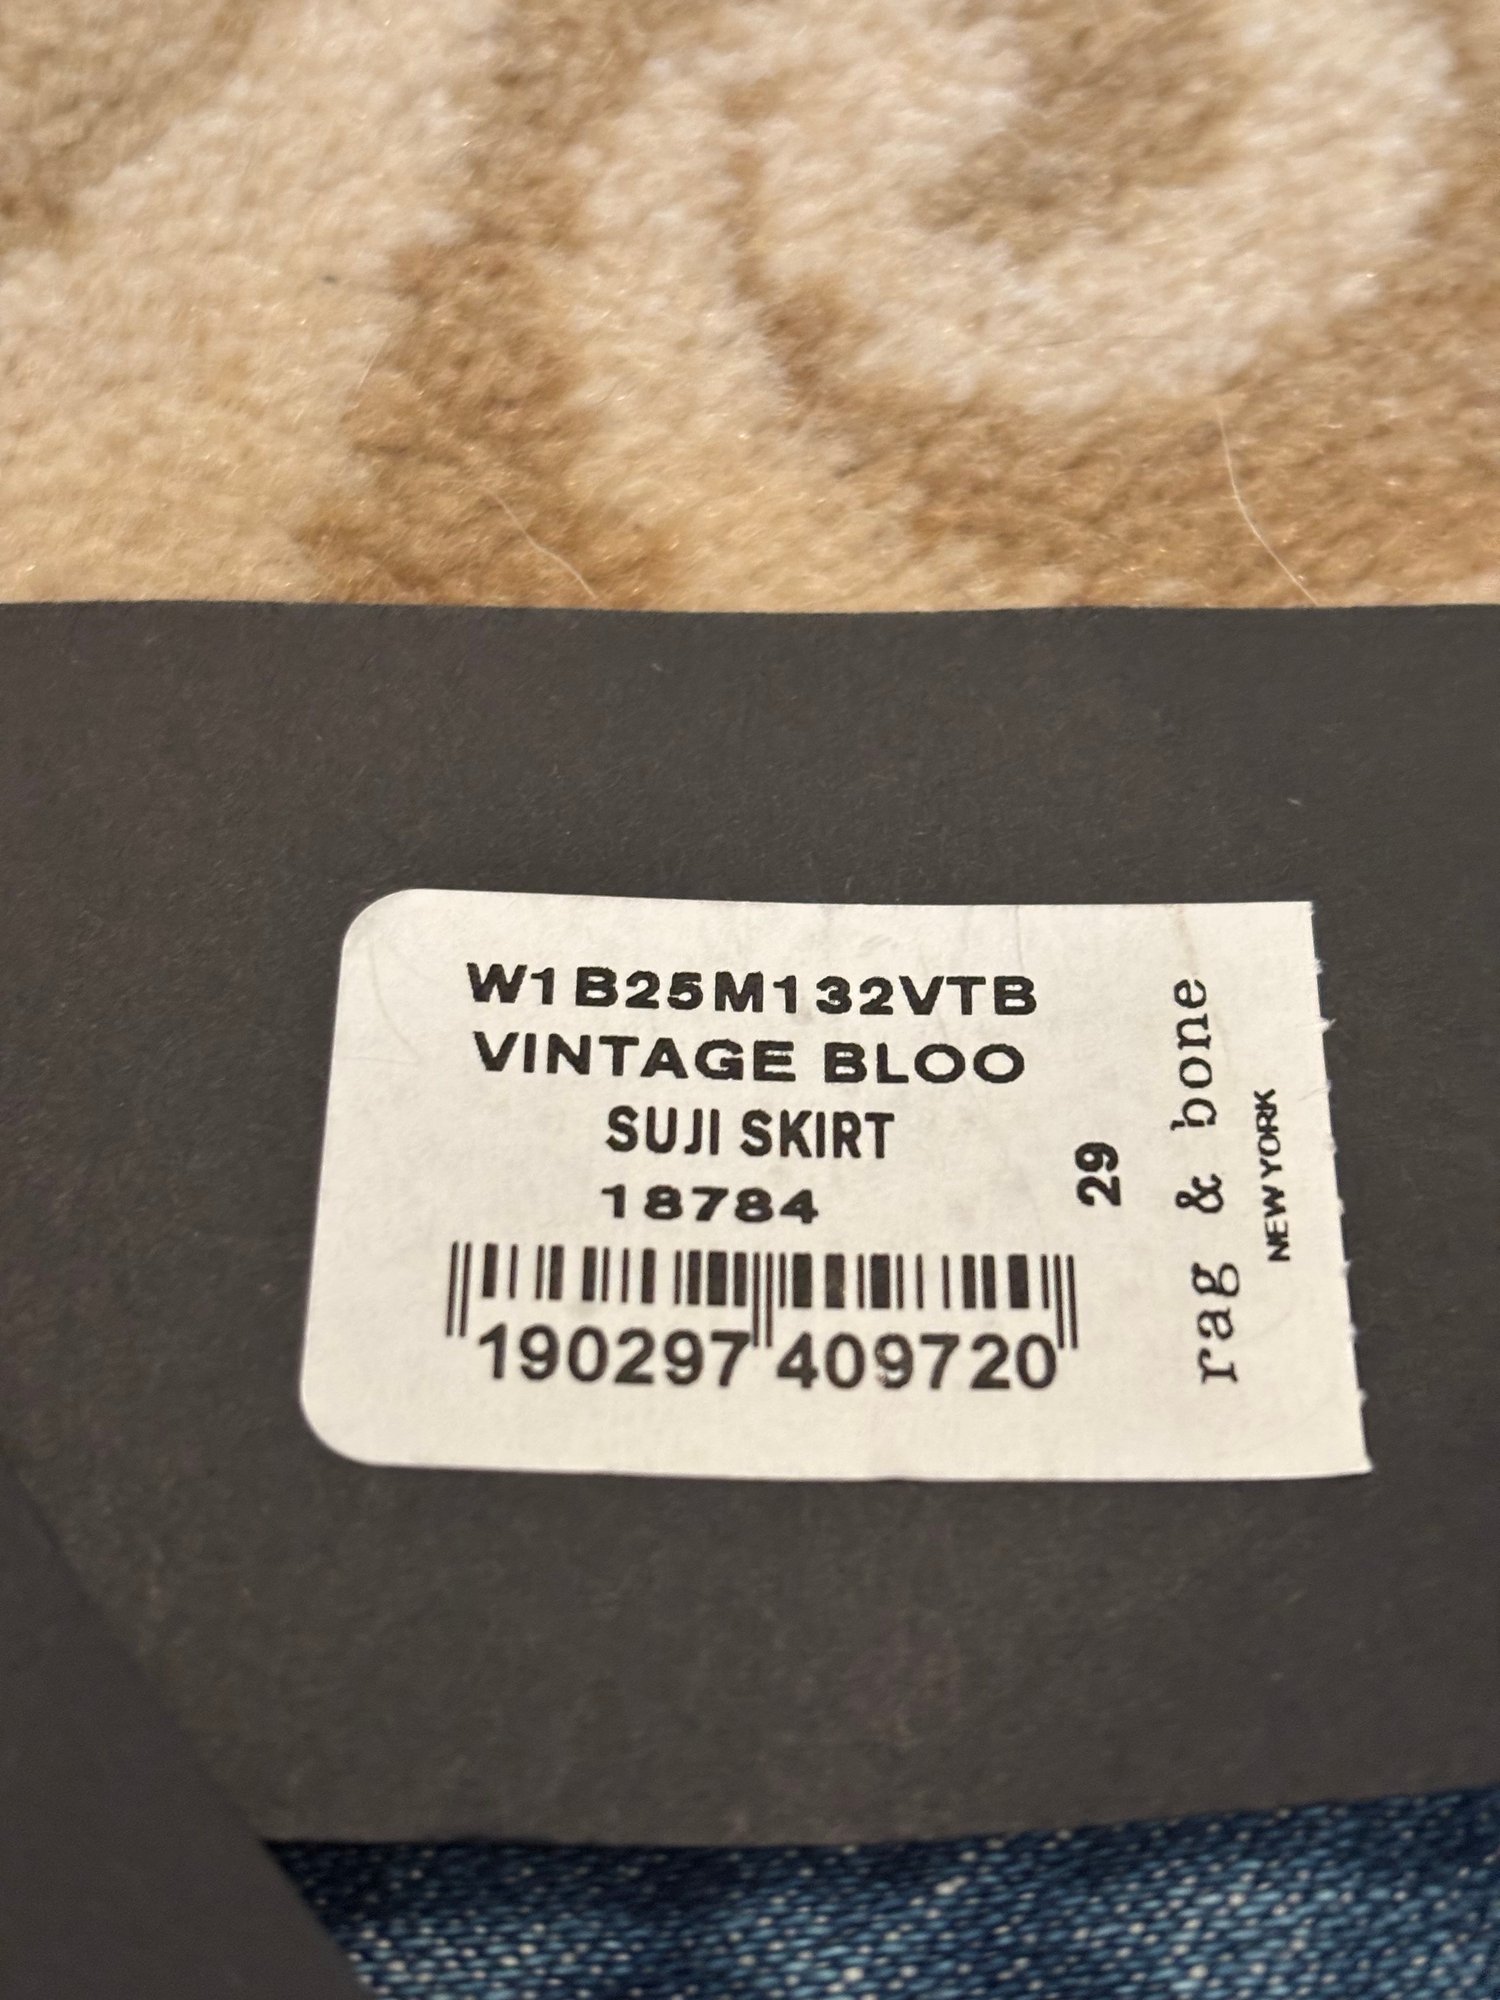 W1B25M132VTB
VINTAGE BLOO
SUJI SKIRT
18784
190297 409720
29
rag & bone
NEW YORK